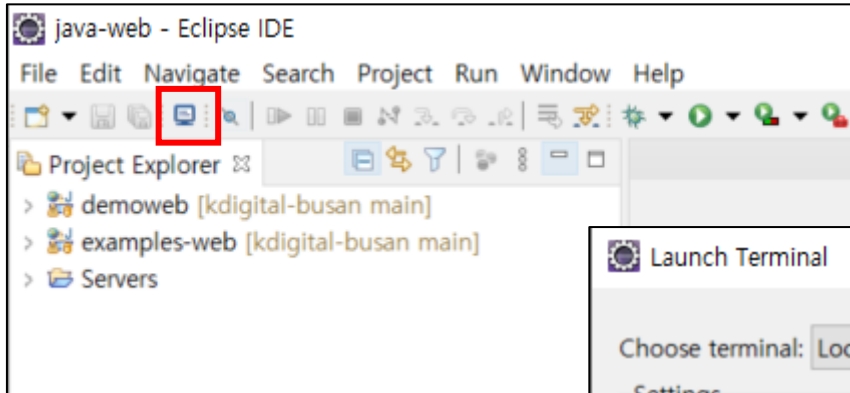 java-web - Eclipse IDE
File Edit Navigate Search Project Run Window Help
Project Explorer
demoweb [kdigital-busan main]
examples-web [kdigital-busan main]
Servers
Launch Terminal
Choose terminal: Loc
Settings